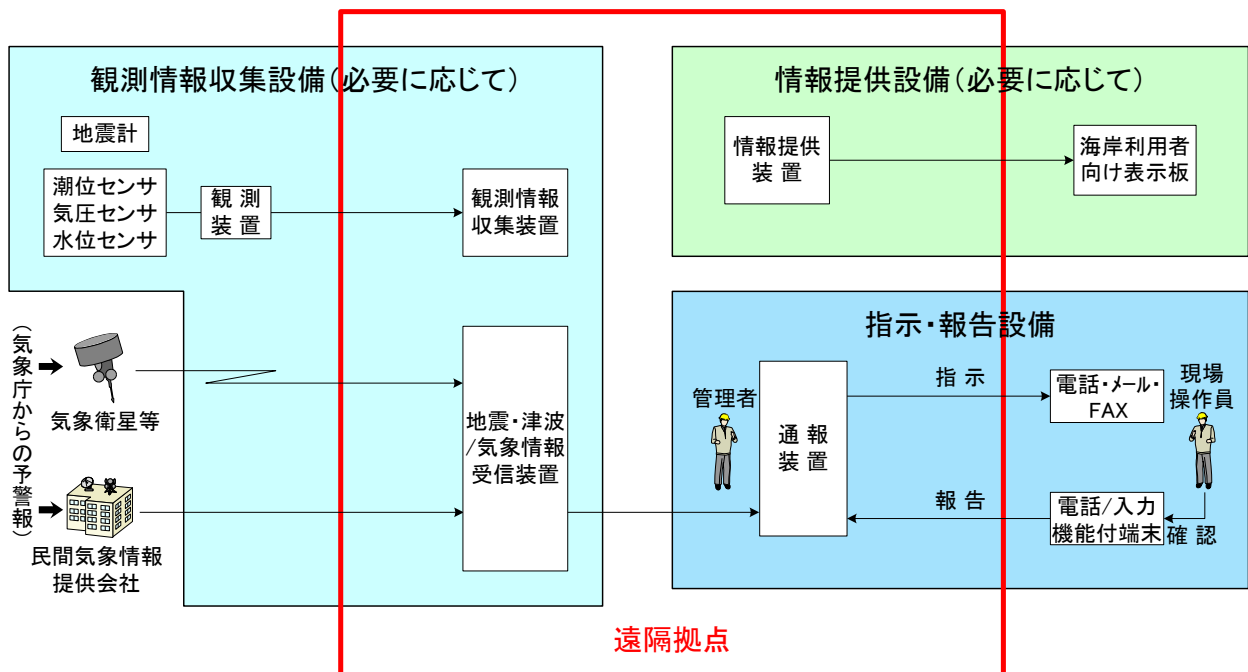 観測情報収集設備(必要に応じて)
地震計
潮位センサ
気圧センサ
水位センサ
観 測
装 置
観測情報
収集装置
(気象庁からの予警報)
気象衛星等
民間気象情報
提供会社
地震・津波
/気象情報
受信装置
情報提供設備(必要に応じて)
情報提供
装 置
海岸利用者
向け表示板
指示・報告設備
管理者
通 報
装 置
指 示
電話・メール・
FAX
現場
操作員
報 告
電話/入力
機能付端末
確 認
遠隔拠点